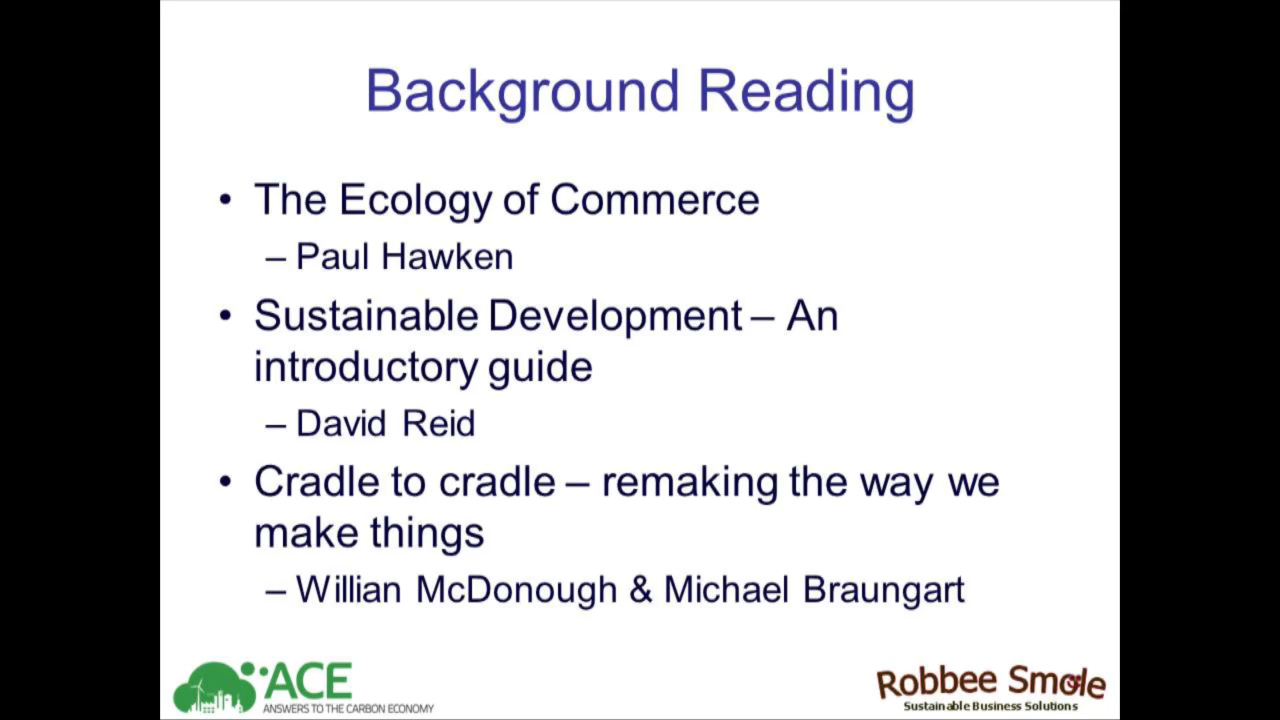 Background Reading
• The Ecology of Commerce
– Paul Hawken
• Sustainable Development – An
introductory guide
– David Reid
• Cradle to cradle – remaking the way we
make things
– Willian McDonough & Michael Braungart
ACE
ANSWERS TO THE CARBON ECONOMY
Robbee Smole
Sustainable Business Solutions